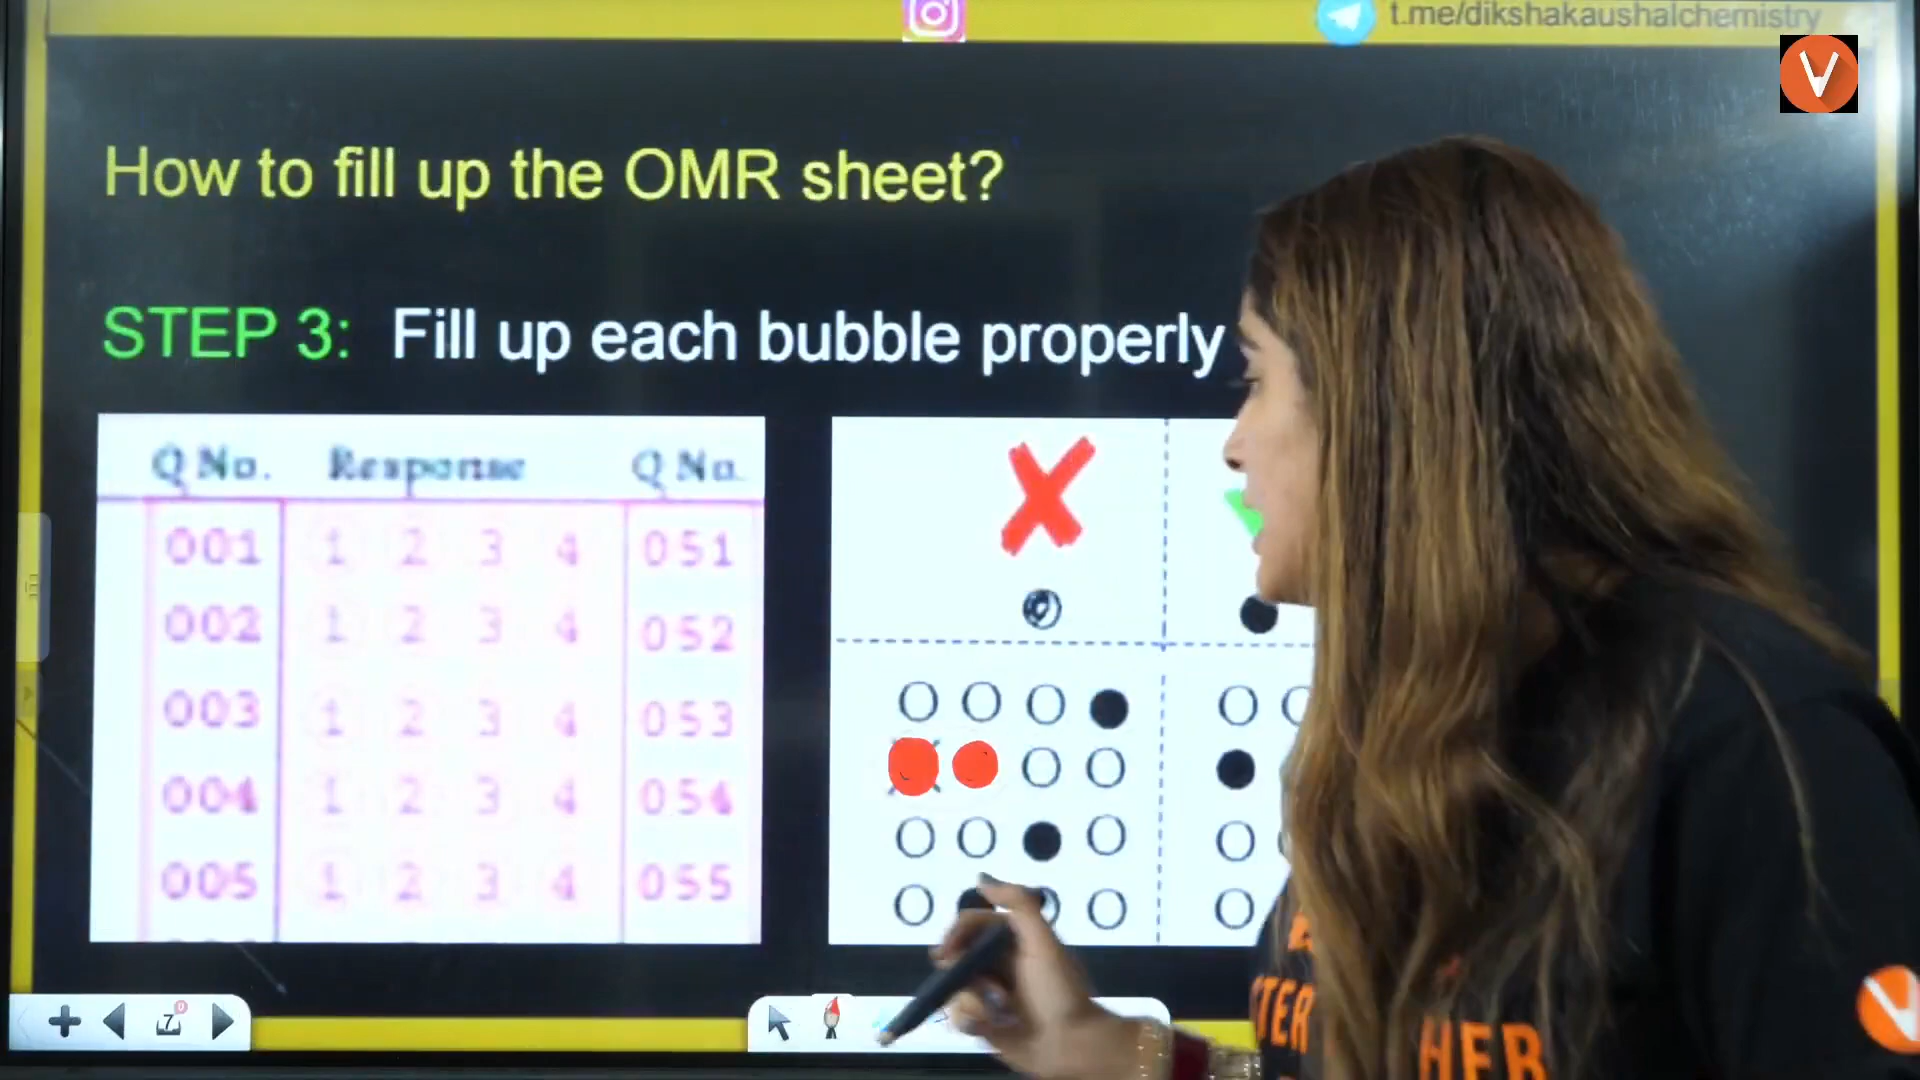 t.me/dikshakaushalchemistry
How to fill up the OMR sheet?
STEP 3: Fill up each bubble properly
Q No. Response Q No.
001 1 2 3 4 051
002 1 2 3 4 052
003 1 2 3 4 053
004 1 2 3 4 054
005 1 2 3 4 055
7